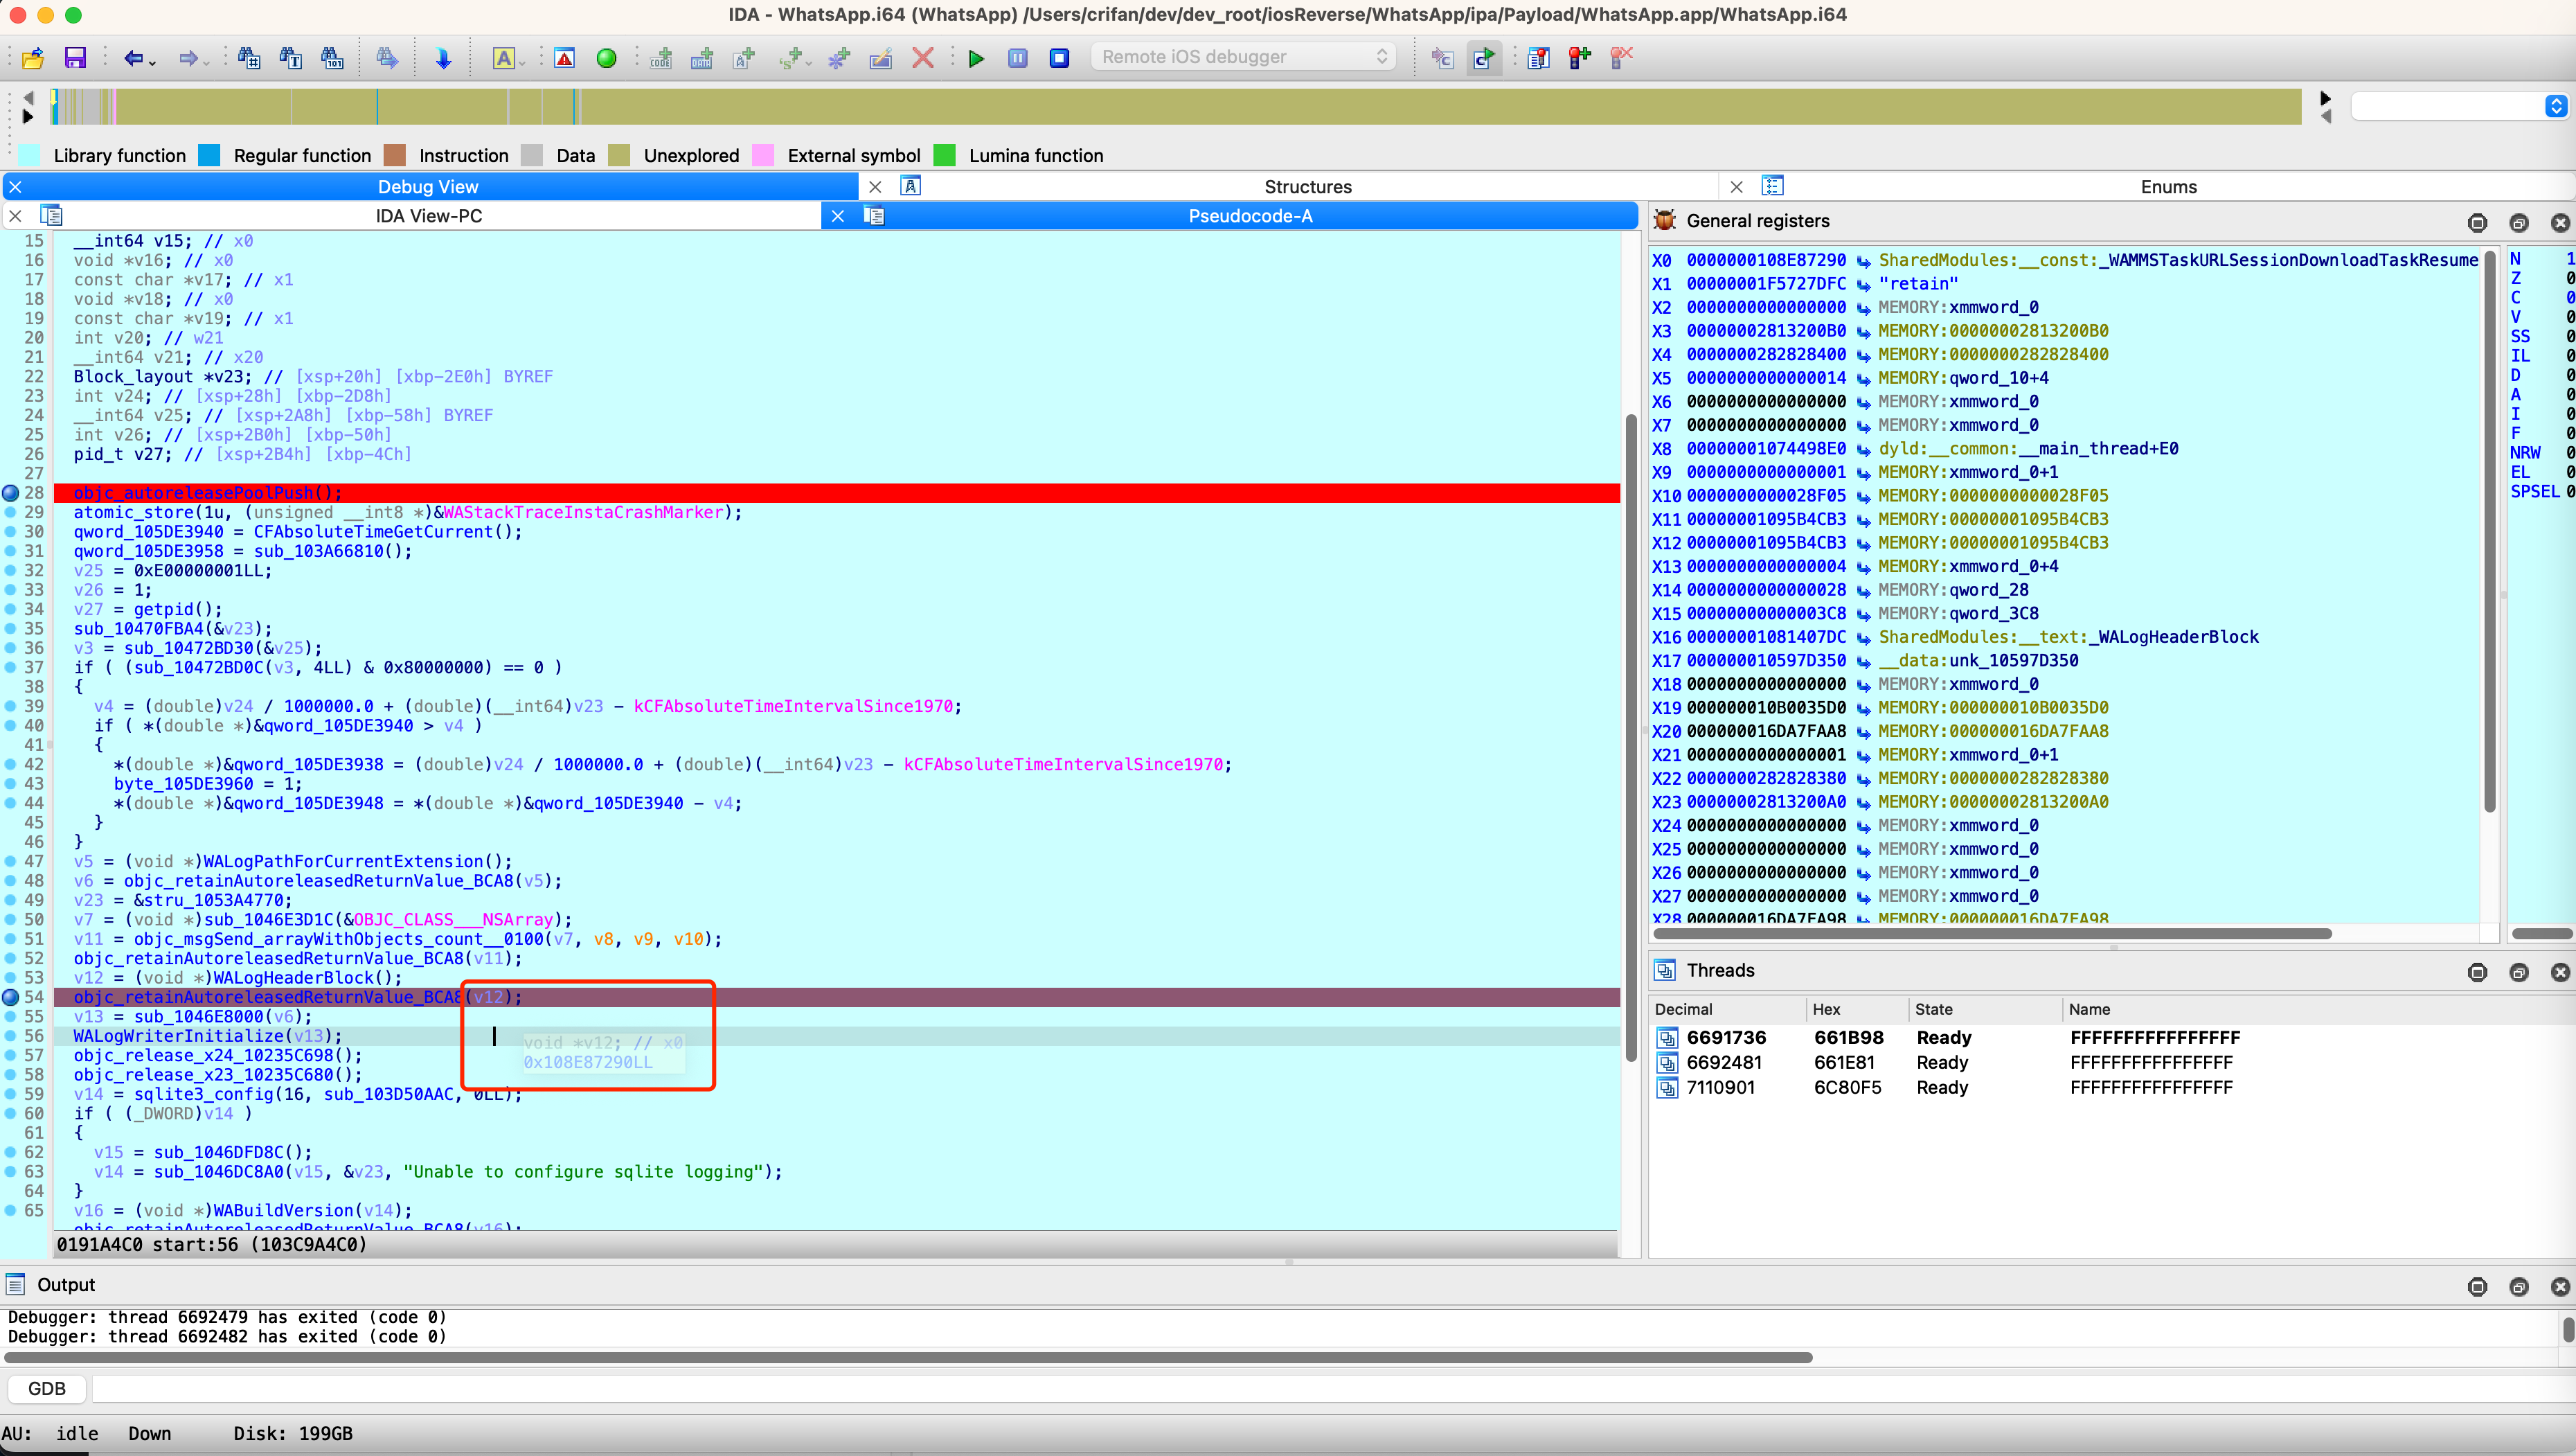 IDA - WhatsApp.i64 (WhatsApp) /Users/crifan/dev/dev_root/iosReverse/WhatsApp/ipa/Payload/WhatsApp.app/WhatsApp.i64
Remote iOS debugger
Library function Regular function Instruction Data Unexplored External symbol Lumina function
Debug View Structures Enums
IDA View-PC Pseudocode-A
15 __int64 v15; // x0
16 void *v16; // x0
17 const char *v17; // x1
18 void *v18; // x0
19 const char *v19; // x1
20 int v20; // w21
21 __int64 v21; // x20
22 Block_layout *v23; // [xsp+20h] [xbp-2E0h] BYREF
23 int v24; // [xsp+28h] [xbp-2D8h]
24 __int64 v25; // [xsp+2A8h] [xbp-58h] BYREF
25 int v26; // [xsp+2B0h] [xbp-50h]
26 pid_t v27; // [xsp+2B4h] [xbp-4Ch]
27
28 objc_autoreleasePoolPush();
29 atomic_store(1u, (unsigned __int8 *)&WAStackTraceInstaCrashMarker);
30 qword_105DE3940 = CFAbsoluteTimeGetCurrent();
31 qword_105DE3958 = sub_103A66810();
32 v25 = 0xE00000001LL;
33 v26 = 1;
34 v27 = getpid();
35 sub_10470FBA4(&v23);
36 v3 = sub_10472BD30(&v25);
37 if ( (sub_10472BD0C(v3, 4LL) & 0x80000000) == 0 )
38 {
39 v4 = (double)v24 / 1000000.0 + (double)(__int64)v23 - kCFAbsoluteTimeIntervalSince1970;
40 if ( *(double *)&qword_105DE3940 > v4 )
41 {
42 *(double *)&qword_105DE3938 = (double)v24 / 1000000.0 + (double)(__int64)v23 - kCFAbsoluteTimeIntervalSince1970;
43 byte_105DE3960 = 1;
44 *(double *)&qword_105DE3948 = *(double *)&qword_105DE3940 - v4;
45 }
46 }
47 v5 = (void *)WALogPathForCurrentExtension();
48 v6 = objc_retainAutoreleasedReturnValue_BCA8(v5);
49 v23 = &stru_1053A4770;
50 v7 = (void *)sub_1046E3D1C(&OBJC_CLASS___NSArray);
51 v11 = objc_msgSend_arrayWithObjects_count__0100(v7, v8, v9, v10);
52 objc_retainAutoreleasedReturnValue_BCA8(v11);
53 v12 = (void *)WALogHeaderBlock();
54 objc_retainAutoreleasedReturnValue_BCA8(v12);
55 v13 = sub_1046E8000(v6);
56 WALogWriterInitialize(v13);
void *v12; // x0
57 objc_release_x24_10235C698();
0x108E87290LL
58 objc_release_x23_10235C680();
59 v14 = sqlite3_config(16, sub_103D50AAC, 0LL);
60 if ( (_DWORD)v14 )
61 {
62 v15 = sub_1046DFD8C();
63 v14 = sub_1046DC8A0(v15, &v23, "Unable to configure sqlite logging");
64 }
65 v16 = (void *)WABuildVersion(v14);
objc_retainAutoreleasedReturnValue_BCA8(v16);
0191A4C0 start:56 (103C9A4C0)
General registers
X0 0000000108E87290 SharedModules:__const:_WAMMSTaskURLSessionDownloadTaskResume
X1 00000001F5727DFC "retain"
X2 0000000000000000 MEMORY:xmmword_0
X3 00000002813200B0 MEMORY:00000002813200B0
X4 0000000282828400 MEMORY:0000000282828400
X5 0000000000000014 MEMORY:qword_10+4
X6 0000000000000000 MEMORY:xmmword_0
X7 0000000000000000 MEMORY:xmmword_0
X8 00000001074498E0 dyld:__common:__main_thread+E0
X9 0000000000000001 MEMORY:xmmword_0+1
X10 0000000000028F05 MEMORY:0000000000028F05
X11 00000001095B4CB3 MEMORY:00000001095B4CB3
X12 00000001095B4CB3 MEMORY:00000001095B4CB3
X13 0000000000000004 MEMORY:xmmword_0+4
X14 0000000000000028 MEMORY:qword_28
X15 00000000000003C8 MEMORY:qword_3C8
X16 00000001081407DC SharedModules:__text:_WALogHeaderBlock
X17 000000010597D350 __data:unk_10597D350
X18 0000000000000000 MEMORY:xmmword_0
X19 000000010B0035D0 MEMORY:000000010B0035D0
X20 000000016DA7FAA8 MEMORY:000000016DA7FAA8
X21 0000000000000001 MEMORY:xmmword_0+1
X22 0000000282828380 MEMORY:0000000282828380
X23 00000002813200A0 MEMORY:00000002813200A0
X24 0000000000000000 MEMORY:xmmword_0
X25 0000000000000000 MEMORY:xmmword_0
X26 0000000000000000 MEMORY:xmmword_0
X27 0000000000000000 MEMORY:xmmword_0
X28 000000016DA7FA98 MEMORY:000000016DA7FA98
N 1
Z 0
C 0
V 0
SS 0
IL 0
D 0
A 0
I 0
F 0
NRW 0
EL 0
SPSEL 0
Threads
Decimal Hex State Name
6691736 661B98 Ready FFFFFFFFFFFFFFFF
6692481 661E81 Ready FFFFFFFFFFFFFFFF
7110901 6C80F5 Ready FFFFFFFFFFFFFFFF
Output
Debugger: thread 6692479 has exited (code 0)
Debugger: thread 6692482 has exited (code 0)
GDB
AU: idle Down Disk: 199GB